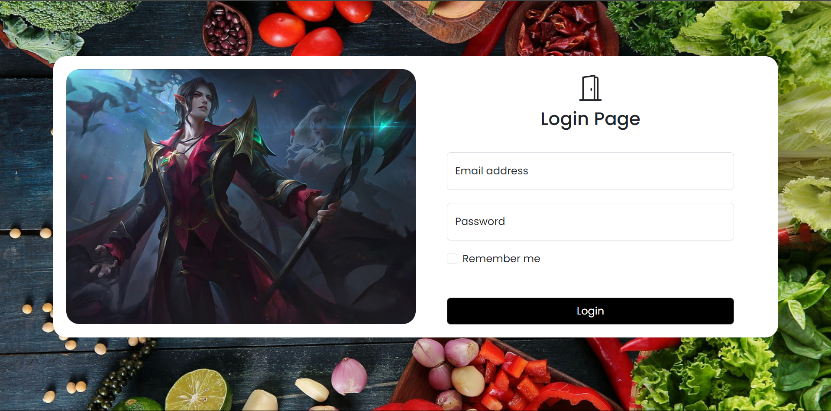 Login Page
Email address
Password
Remember me
Login